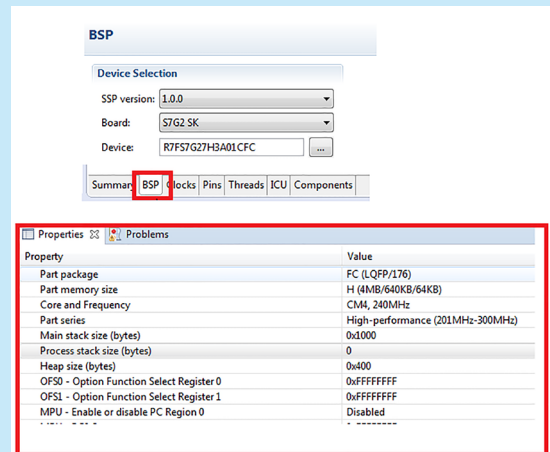 BSP
Device Selection
SSP version: 1.0.0
Board: S7G2 SK
Device: R7FS7G27H3A01CFC ...
Summary BSP Clocks Pins Threads ICU Components
Properties Problems
Property Value
Part package FC (LQFP/176)
Part memory size H (4MB/640KB/64KB)
Core and Frequency CM4, 240MHz
Part series High-performance (201MHz-300MHz)
Main stack size (bytes) 0x1000
Process stack size (bytes) 0
Heap size (bytes) 0x400
OFS0 - Option Function Select Register 0 0xFFFFFFFF
OFS1 - Option Function Select Register 1 0xFFFFFFFF
MPU - Enable or disable PC Region 0 Disabled